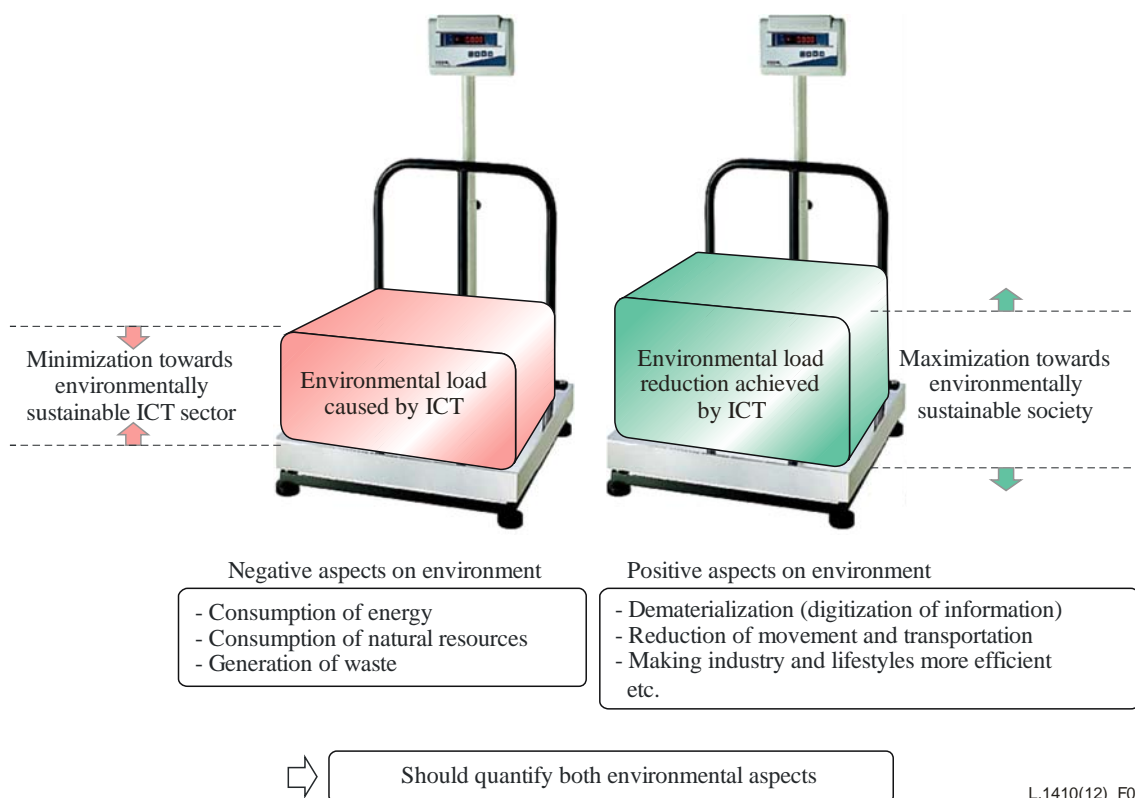 Minimization towards
environmentally
sustainable ICT sector
Environmental load
caused by ICT
Environmental load
reduction achieved
by ICT
Maximization towards
environmentally
sustainable society
Negative aspects on environment
- Consumption of energy
- Consumption of natural resources
- Generation of waste
Positive aspects on environment
- Dematerialization (digitization of information)
- Reduction of movement and transportation
- Making industry and lifestyles more efficient
etc.
Should quantify both environmental aspects
L.1410(12)_F0